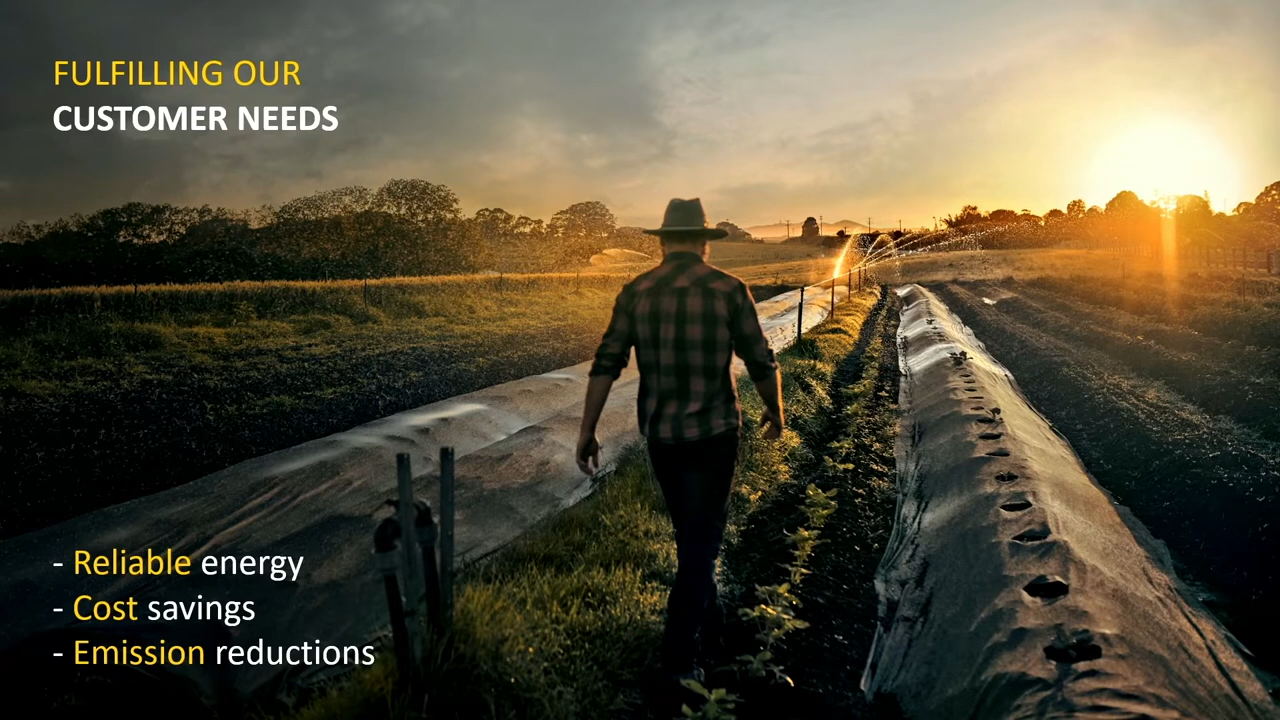 FULFILLING OUR
CUSTOMER NEEDS
- Reliable energy
- Cost savings
- Emission reductions